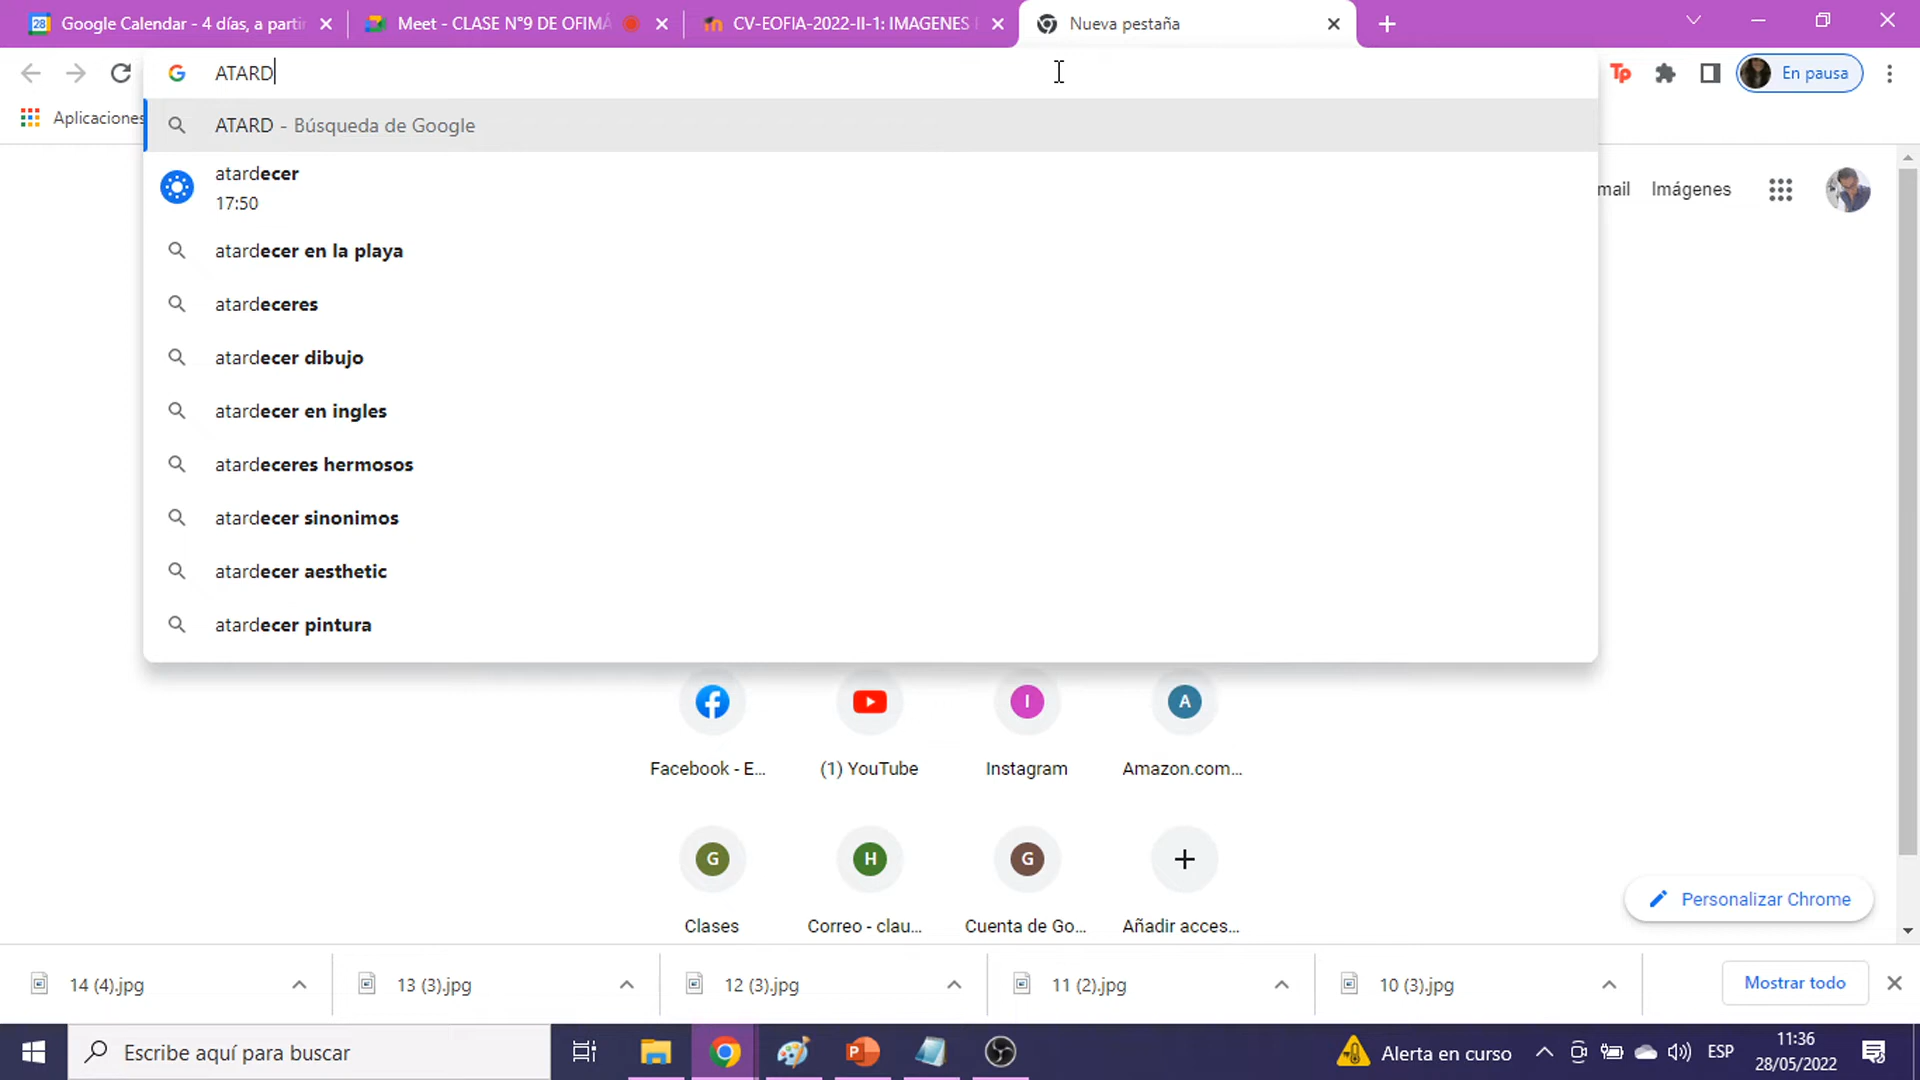 28 Google Calendar - 4 días, a partir
Meet - CLASE N°9 DE OFIMÁ
CV-EOFIA-2022-II-1: IMAGENES
Nueva pestaña
ATARD
Tp
En pausa
Aplicaciones
ATARD - Búsqueda de Google
atardecer
17:50
mail
Imágenes
atardecer en la playa
atardeceres
atardecer dibujo
atardecer en ingles
atardeceres hermosos
atardecer sinonimos
atardecer aesthetic
atardecer pintura
I
A
Facebook - E...
(1) YouTube
Instagram
Amazon.com...
G
H
G
Personalizar Chrome
Clases
Correo - clau...
Cuenta de Go...
Añadir acces...
14 (4).jpg
13 (3).jpg
12 (3).jpg
11 (2).jpg
10 (3).jpg
Mostrar todo
Escribe aquí para buscar
Alerta en curso
ESP
11:36
28/05/2022